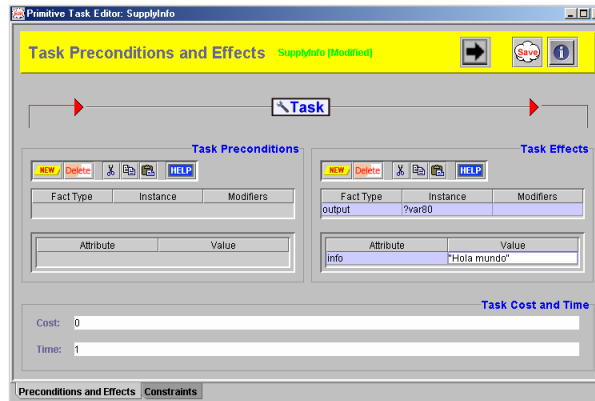 Primitive Task Editor: SupplyInfo
Task Preconditions and Effects SupplyInfo [Modified]
Save
Task
Task Preconditions
Task Effects
NEW Delete HELP
NEW Delete HELP
Fact Type Instance Modifiers
Fact Type Instance Modifiers
output ?var80
Attribute Value
Attribute Value
info "Hola mundo"
Task Cost and Time
Cost: 0
Time: 1
Preconditions and Effects Constraints